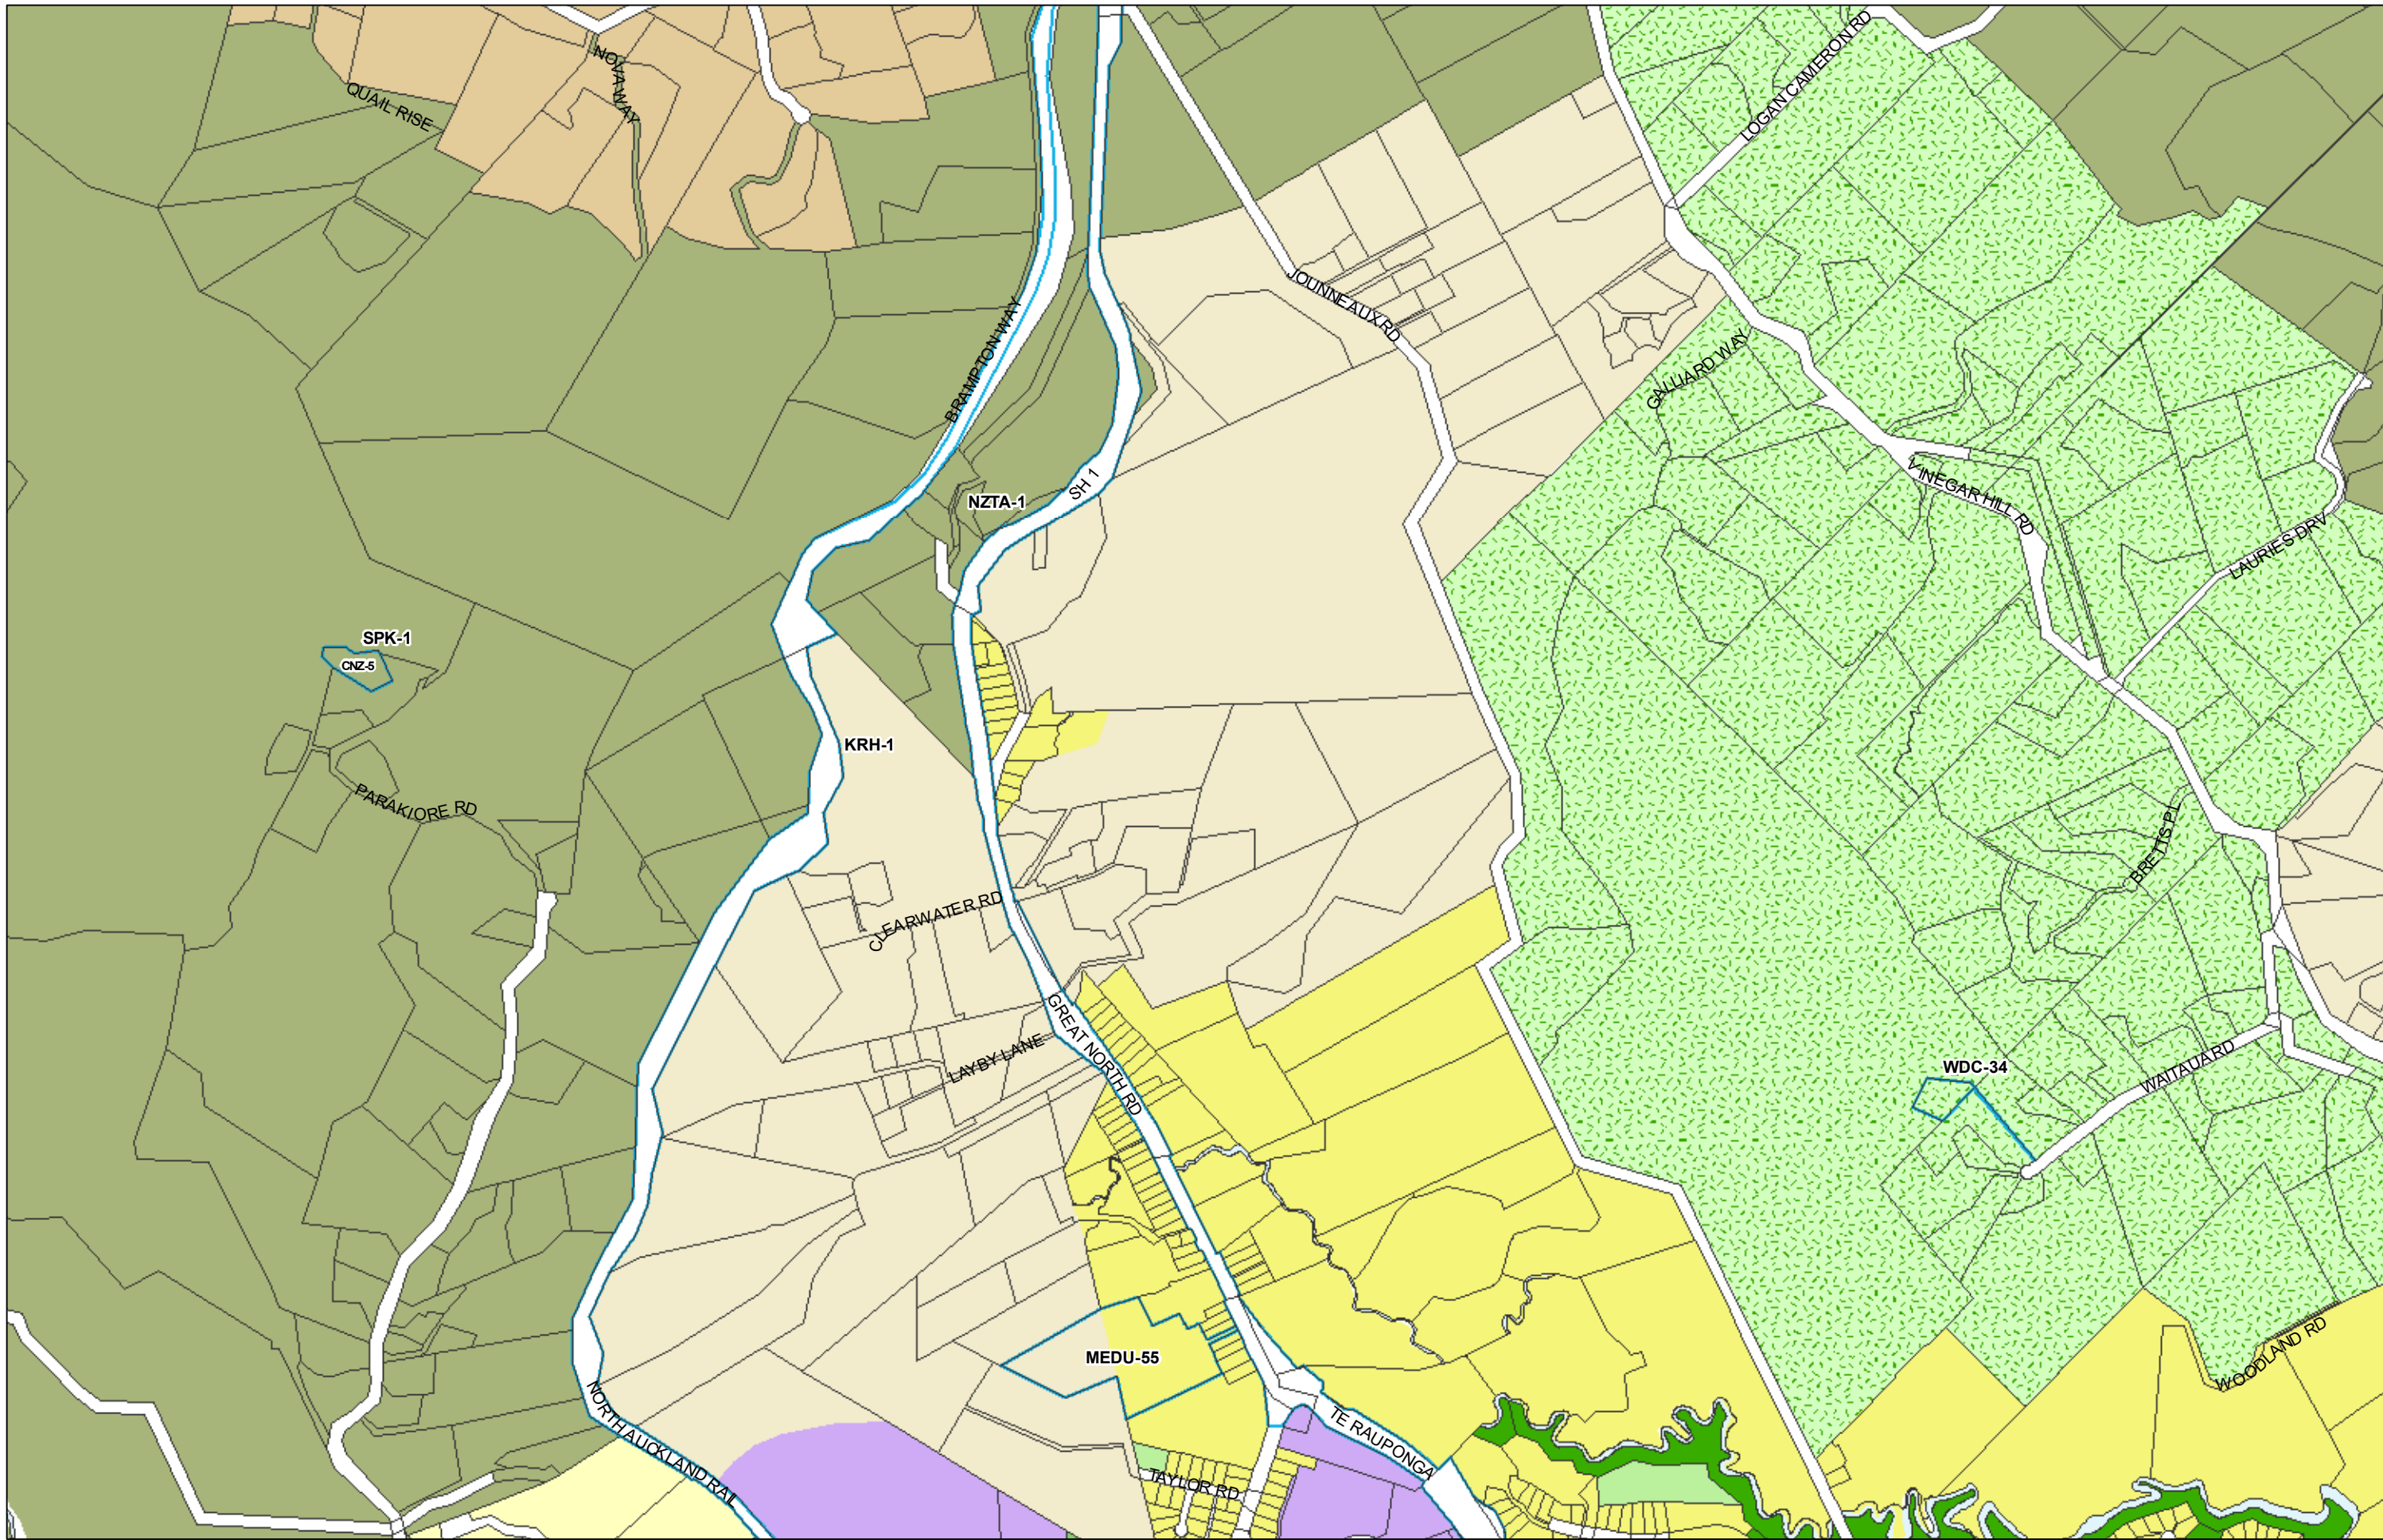 LOGAN CAMERON RD
NOVA WAY
QUAIL RISE
JOUNNEAUX RD
BRAMPTON WAY
GALLIARD WAY
VINEGAR HILL RD
SH 1
NZTA-1
LAURIES DRV
SPK-1
CNZ-5
KRH-1
PARAKIORE RD
BRETTS PL
CLEARWATER RD
GREAT NORTH RD
LAYBY LANE
WDC-34
WAITAUA RD
MEDU-55
WOODLAND RD
NORTH AUCKLAND RAIL
TE RAUPONGA
TAYLOR RD